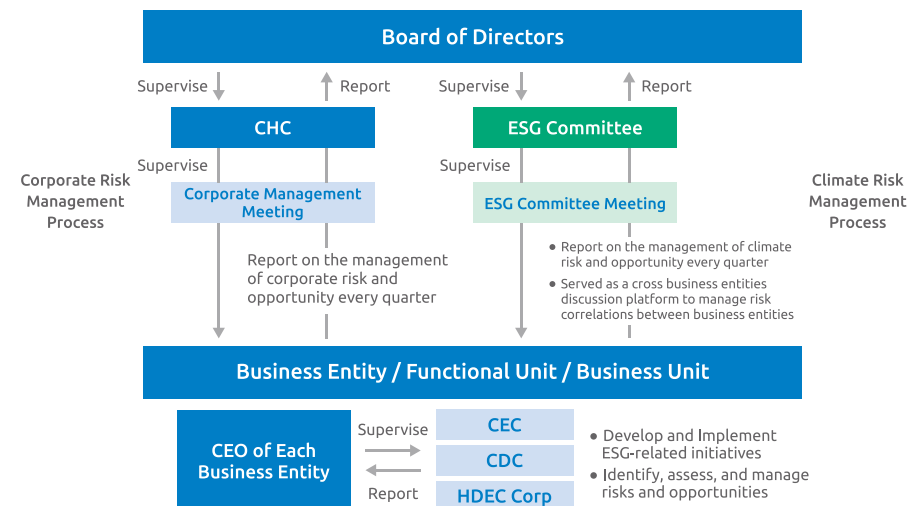 Board of Directors
Supervise
Report
Supervise
Report
CHC
ESG Committee
Supervise
Supervise
Corporate Risk
Management
Process
Corporate Management
Meeting
ESG Committee Meeting
Climate Risk
Management
Process
Report on the management
of corporate risk and
opportunity every quarter
● Report on the management of climate
risk and opportunity every quarter
● Served as a cross business entities
discussion platform to manage risk
correlations between business entities
Business Entity / Functional Unit / Business Unit
CEO of Each
Business Entity
Supervise
Report
CEC
CDC
HDEC Corp
● Develop and Implement
ESG-related initiatives
● Identify, assess, and manage
risks and opportunities